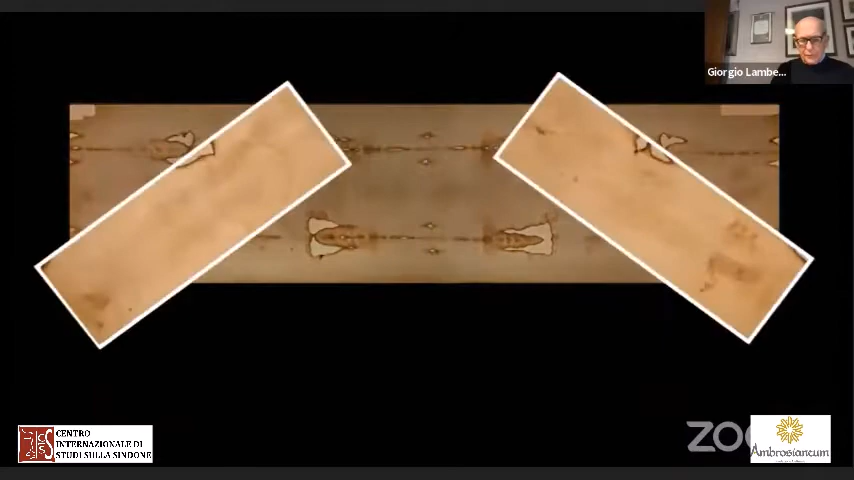 Giorgio Lambe...
CENTRO
INTERNAZIONALE DI
STUDI SULLA SINDONE
ZOO
Ambrosianeum